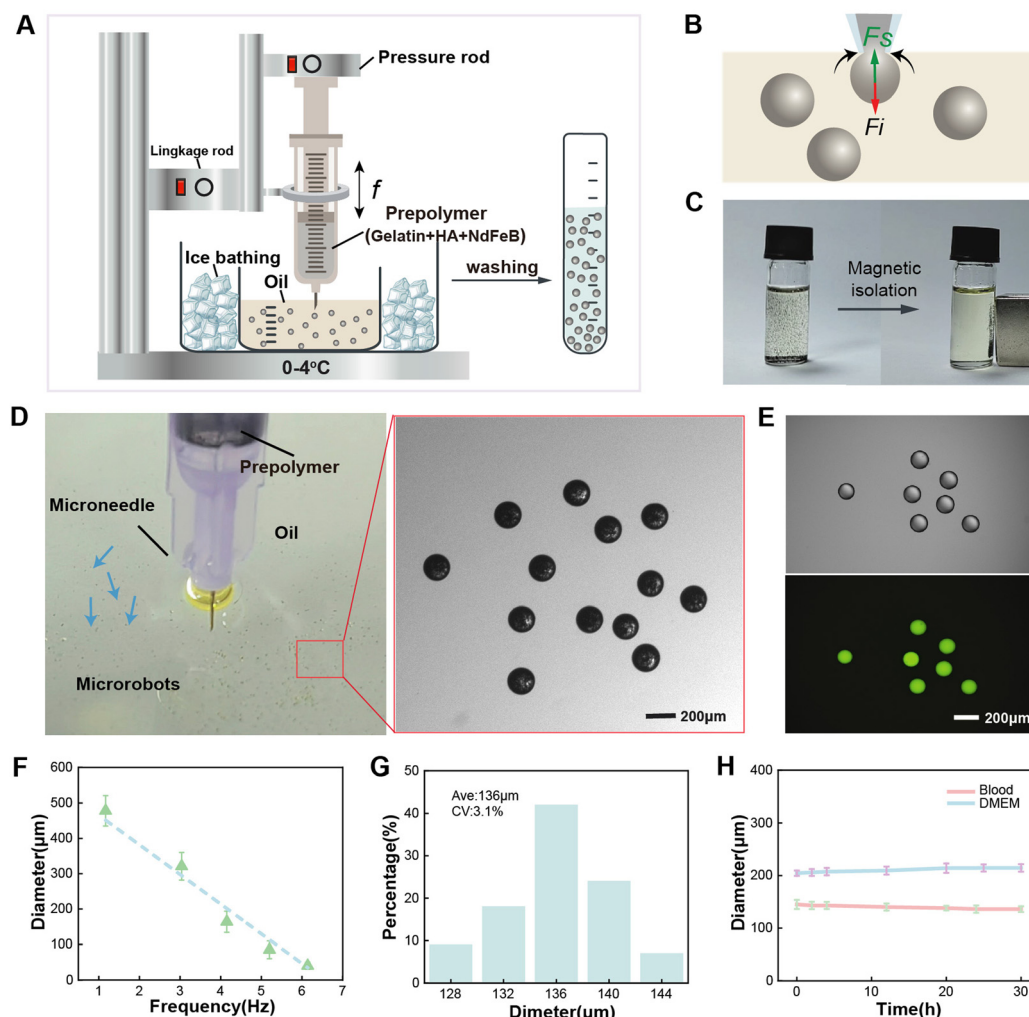 A
Pressure rod
Lingkage rod
f
Prepolymer
(Gelatin+HA+NdFeB)
Ice bathing
Oil
washing
0-4°C
B
Fs
Fi
C
Magnetic
isolation
D
Prepolymer
Microneedle
Oil
Microrobots
200μm
E
200μm
F
600
500
400
300
200
100
0
Diameter(μm)
1 2 3 4 5 6 7
Frequency(Hz)
G
Ave:136μm
CV:3.1%
50
40
30
20
10
0
Percentage(%)
128 132 136 140 144
Dimeter(μm)
H
Blood
DMEM
400
300
200
100
0
Diameter(μm)
0 10 20 30
Time(h)